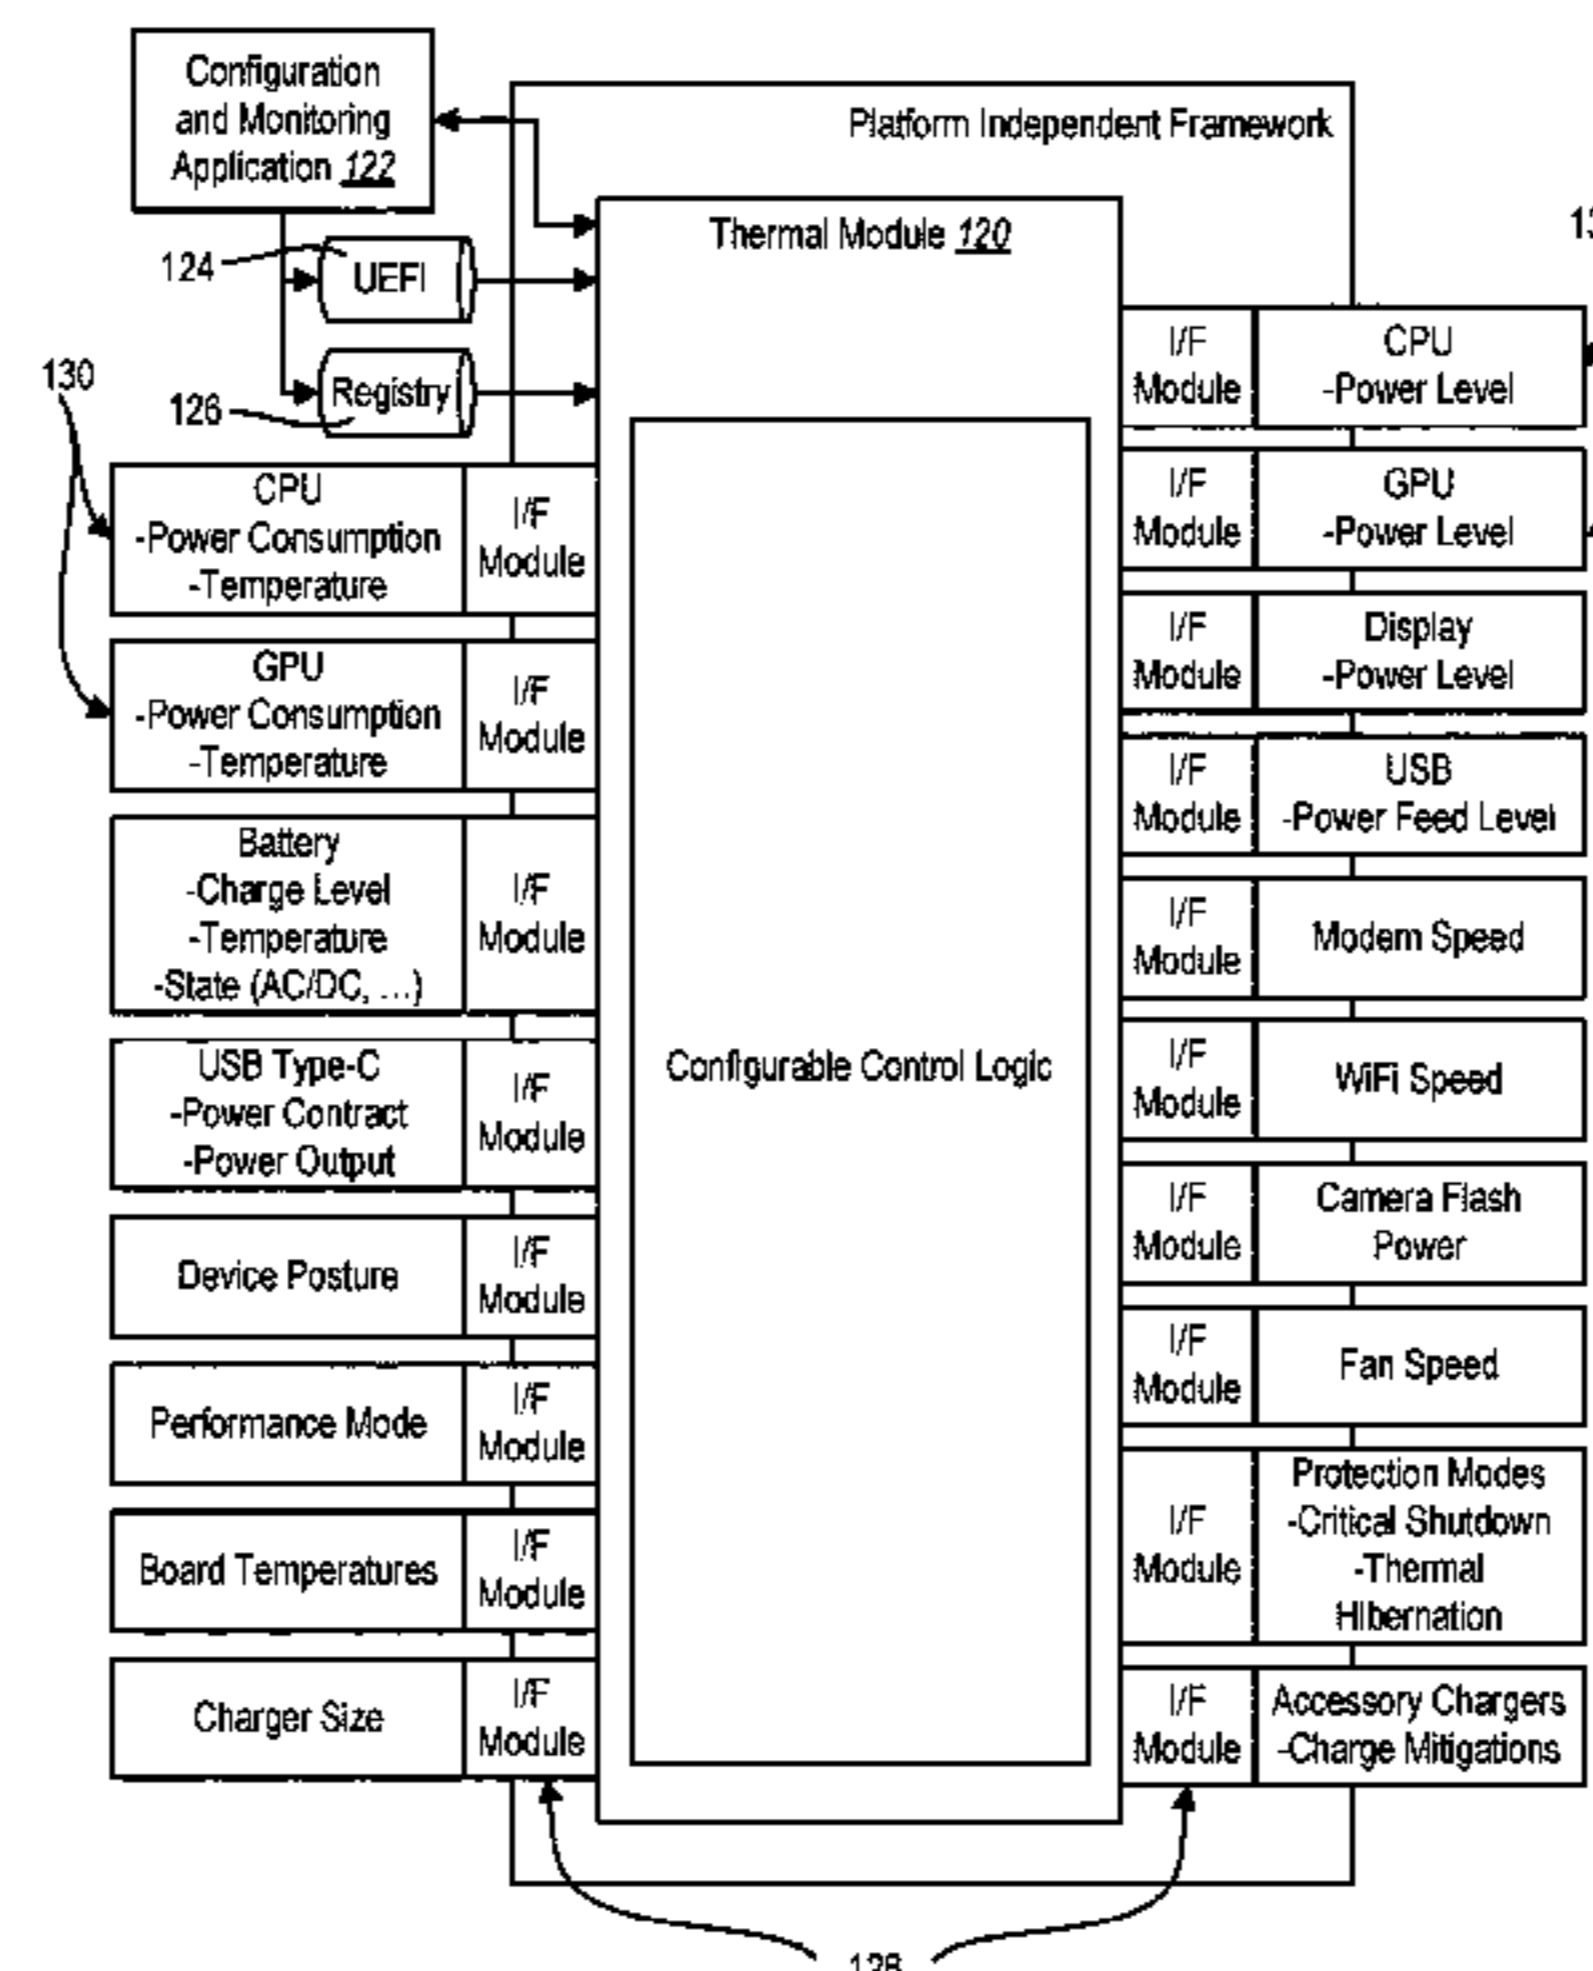 Configuration
and Monitoring
Application 122
Platform Independent Framework
Thermal Module 120
124
UEFI
130
Registry
126
CPU
-Power Consumption
-Temperature
I/F
Module
GPU
-Power Consumption
-Temperature
I/F
Module
Battery
-Charge Level
-Temperature
-State (AC/DC, ...)
I/F
Module
USB Type-C
-Power Contract
-Power Output
I/F
Module
Device Posture
I/F
Module
Performance Mode
I/F
Module
Board Temperatures
I/F
Module
Charger Size
I/F
Module
Configurable Control Logic
I/F
Module
CPU
-Power Level
I/F
Module
GPU
-Power Level
I/F
Module
Display
-Power Level
I/F
Module
USB
-Power Feed Level
I/F
Module
Modem Speed
I/F
Module
WiFi Speed
I/F
Module
Camera Flash
Power
I/F
Module
Fan Speed
I/F
Module
Protection Modes
-Critical Shutdown
-Thermal
Hibernation
I/F
Module
Accessory Chargers
-Charge Mitigations
128